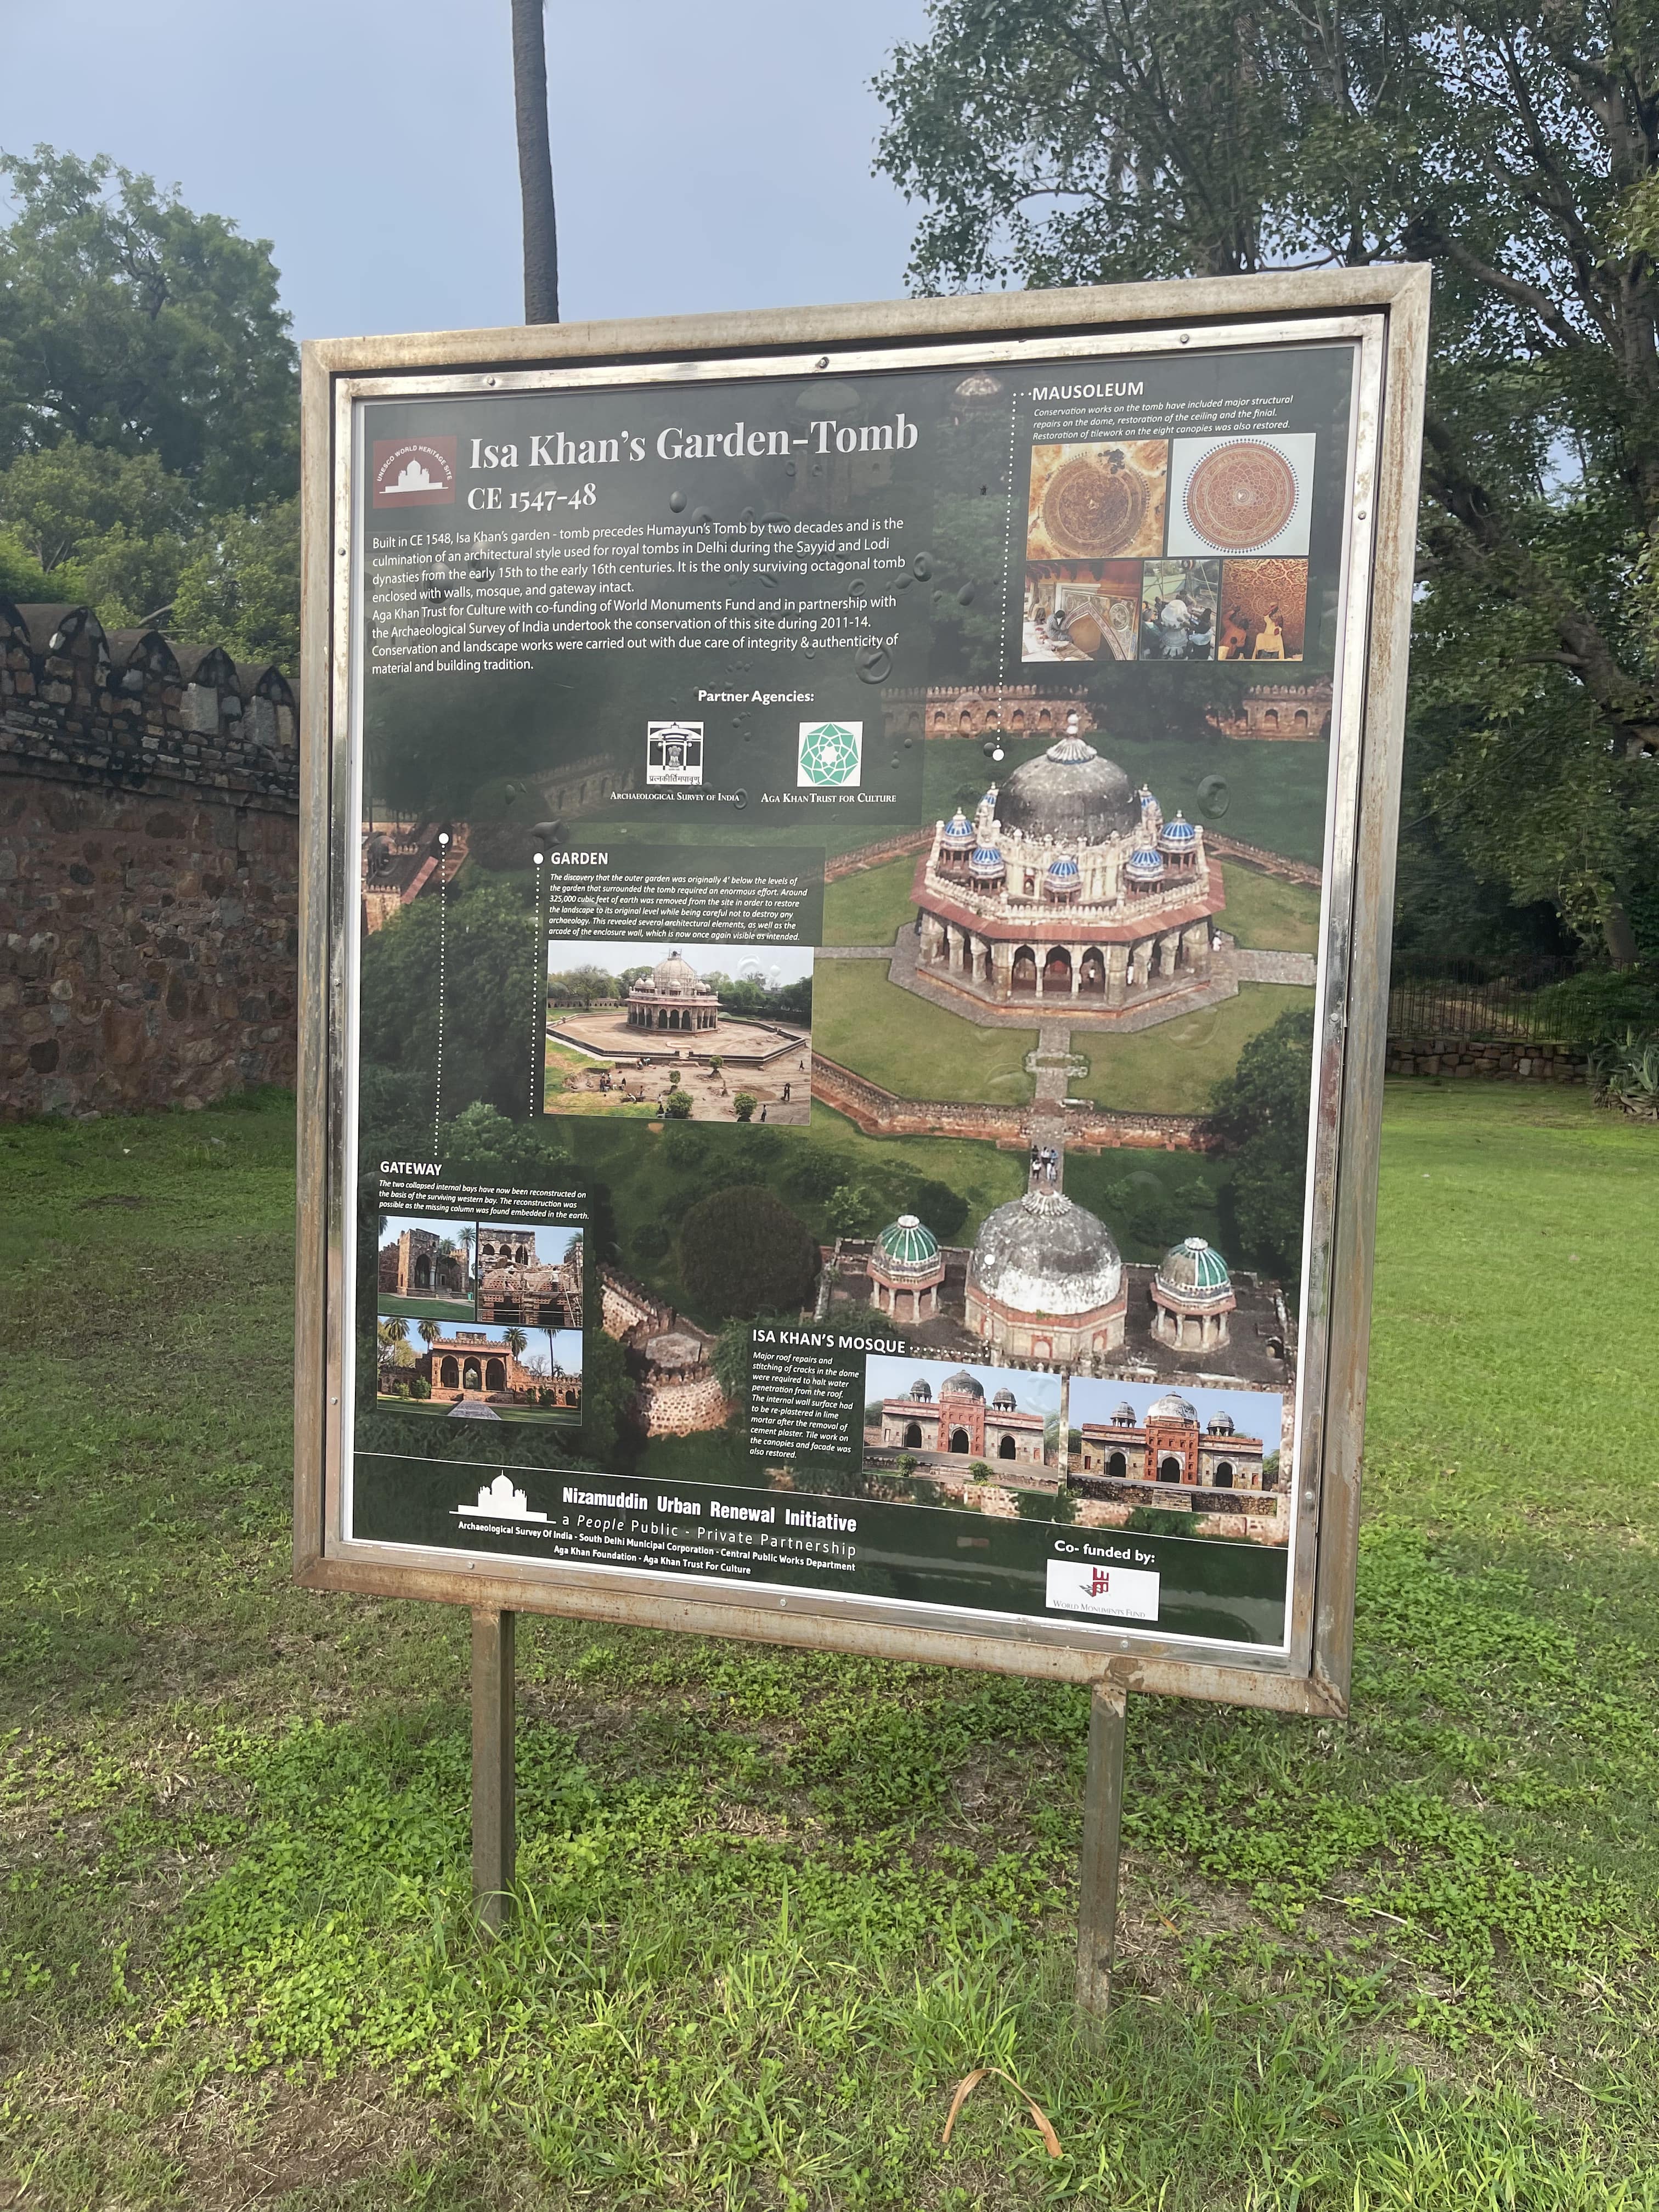 UNESCO WORLD HERITAGE SITE
Isa Khan's Garden-Tomb
CE 1547-48
Built in CE 1548, Isa Khan's garden - tomb precedes Humayun's Tomb by two decades and is the
culmination of an architectural style used for royal tombs in Delhi during the Sayyid and Lodi
dynasties from the early 15th to the early 16th centuries. It is the only surviving octagonal tomb
enclosed with walls, mosque, and gateway intact.
Aga Khan Trust for Culture with co-funding of World Monuments Fund and in partnership with
the Archaeological Survey of India undertook the conservation of this site during 2011-14.
Conservation and landscape works were carried out with due care of integrity & authenticity of
material and building tradition.
Partner Agencies:
प्रत्नकीर्तिमपावृणु
ARCHAEOLOGICAL SURVEY OF INDIA
AGA KHAN TRUST FOR CULTURE
MAUSOLEUM
Conservation works on the tomb have included major structural
repairs on the dome, restoration of the ceiling and the finial.
Restoration of tilework on the eight canopies was also restored.
GARDEN
The discovery that the outer garden was originally 4' below the levels of
the garden that surrounded the tomb required an enormous effort. Around
325,000 cubic feet of earth was removed from the site in order to restore
the landscape to its original level while being careful not to destroy any
archaeology. This revealed several architectural elements, as well as the
arcade of the enclosure wall, which is now once again visible as intended.
GATEWAY
The two collapsed internal bays have now been reconstructed on
the basis of the surviving western bay. The reconstruction was
possible as the missing column was found embedded in the earth.
ISA KHAN'S MOSQUE
Major roof repairs and
stitching of cracks in the dome
were required to halt water
penetration from the roof.
The internal wall surface had
to be re-plastered in lime
mortar after the removal of
cement plaster. Tile work on
the canopies and facade was
also restored.
Nizamuddin Urban Renewal Initiative
a People Public - Private Partnership
Archaeological Survey Of India - South Delhi Municipal Corporation - Central Public Works Department
Aga Khan Foundation - Aga Khan Trust For Culture
Co- funded by:
WORLD MONUMENTS FUND